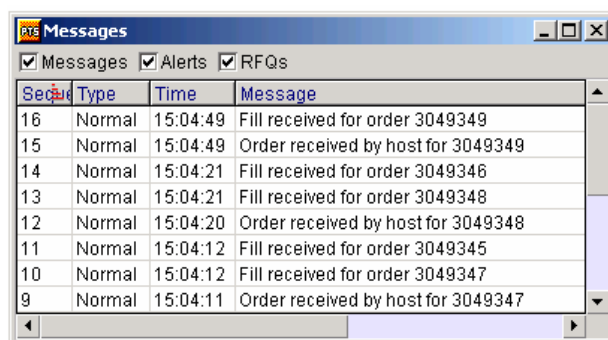 PTS Messages
Messages Alerts RFQs
Type Time Message
16 Normal 15:04:49 Fill received for order 3049349
15 Normal 15:04:49 Order received by host for 3049349
14 Normal 15:04:21 Fill received for order 3049346
13 Normal 15:04:21 Fill received for order 3049348
12 Normal 15:04:20 Order received by host for 3049348
11 Normal 15:04:12 Fill received for order 3049345
10 Normal 15:04:12 Fill received for order 3049347
9 Normal 15:04:11 Order received by host for 3049347